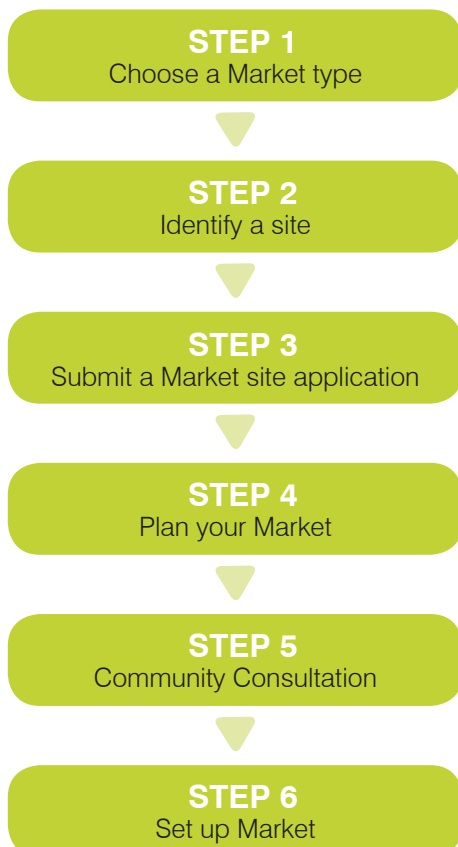 STEP 1
Choose a Market type
STEP 2
Identify a site
STEP 3
Submit a Market site application
STEP 4
Plan your Market
STEP 5
Community Consultation
STEP 6
Set up Market